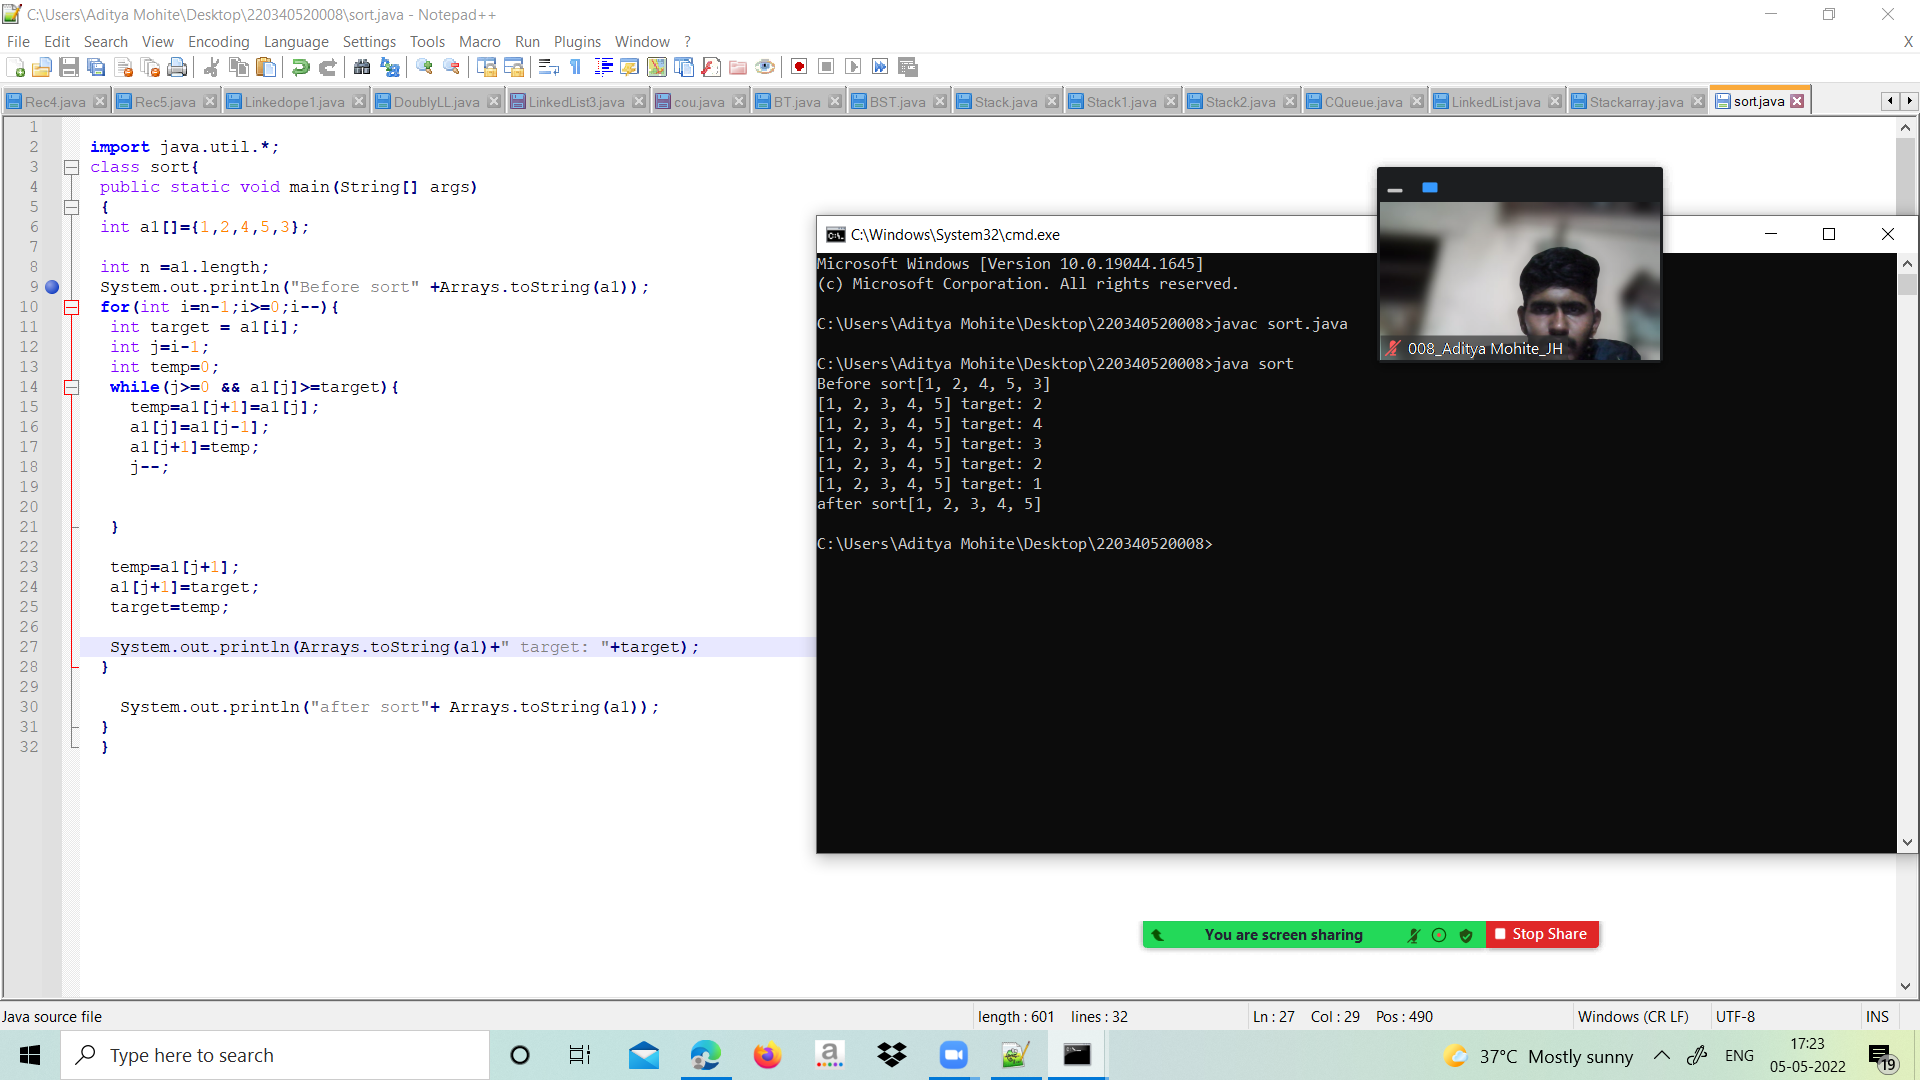 C:\Users\Aditya Mohite\Desktop\220340520008\sort.java - Notepad++
File Edit Search View Encoding Language Settings Tools Macro Run Plugins Window ? X
Rec4.java Rec5.java Linkedope1.java DoublyLL.java LinkedList3.java cou.java BT.java BST.java Stack.java Stack1.java Stack2.java CQueue.java LinkedList.java Stackarray.java sort.java
1
2 import java.util.*;
3 class sort{
4 public static void main(String[] args)
5 {
6 int a1[]={1,2,4,5,3};
7
8 int n =a1.length;
9 System.out.println("Before sort" +Arrays.toString(a1));
10 for(int i=n-1;i>=0;i--){
11 int target = a1[i];
12 int j=i-1;
13 int temp=0;
14 while(j>=0 && a1[j]>=target){
15 temp=a1[j+1]=a1[j];
16 a1[j]=a1[j-1];
17 a1[j+1]=temp;
18 j--;
19
20
21 }
22
23 temp=a1[j+1];
24 a1[j+1]=target;
25 target=temp;
26
27 System.out.println(Arrays.toString(a1)+" target: "+target);
28 }
29
30 System.out.println("after sort"+ Arrays.toString(a1));
31 }
32 }
C:\Windows\System32\cmd.exe
Microsoft Windows [Version 10.0.19044.1645]
(c) Microsoft Corporation. All rights reserved.
C:\Users\Aditya Mohite\Desktop\220340520008>javac sort.java
C:\Users\Aditya Mohite\Desktop\220340520008>java sort
Before sort[1, 2, 4, 5, 3]
[1, 2, 3, 4, 5] target: 2
[1, 2, 3, 4, 5] target: 4
[1, 2, 3, 4, 5] target: 3
[1, 2, 3, 4, 5] target: 2
[1, 2, 3, 4, 5] target: 1
after sort[1, 2, 3, 4, 5]
C:\Users\Aditya Mohite\Desktop\220340520008>
008_Aditya Mohite_JH
You are screen sharing Stop Share
Java source file length : 601 lines : 32 Ln : 27 Col : 29 Pos : 490 Windows (CR LF) UTF-8 INS
Type here to search
37°C Mostly sunny ENG
17:23
05-05-2022
19